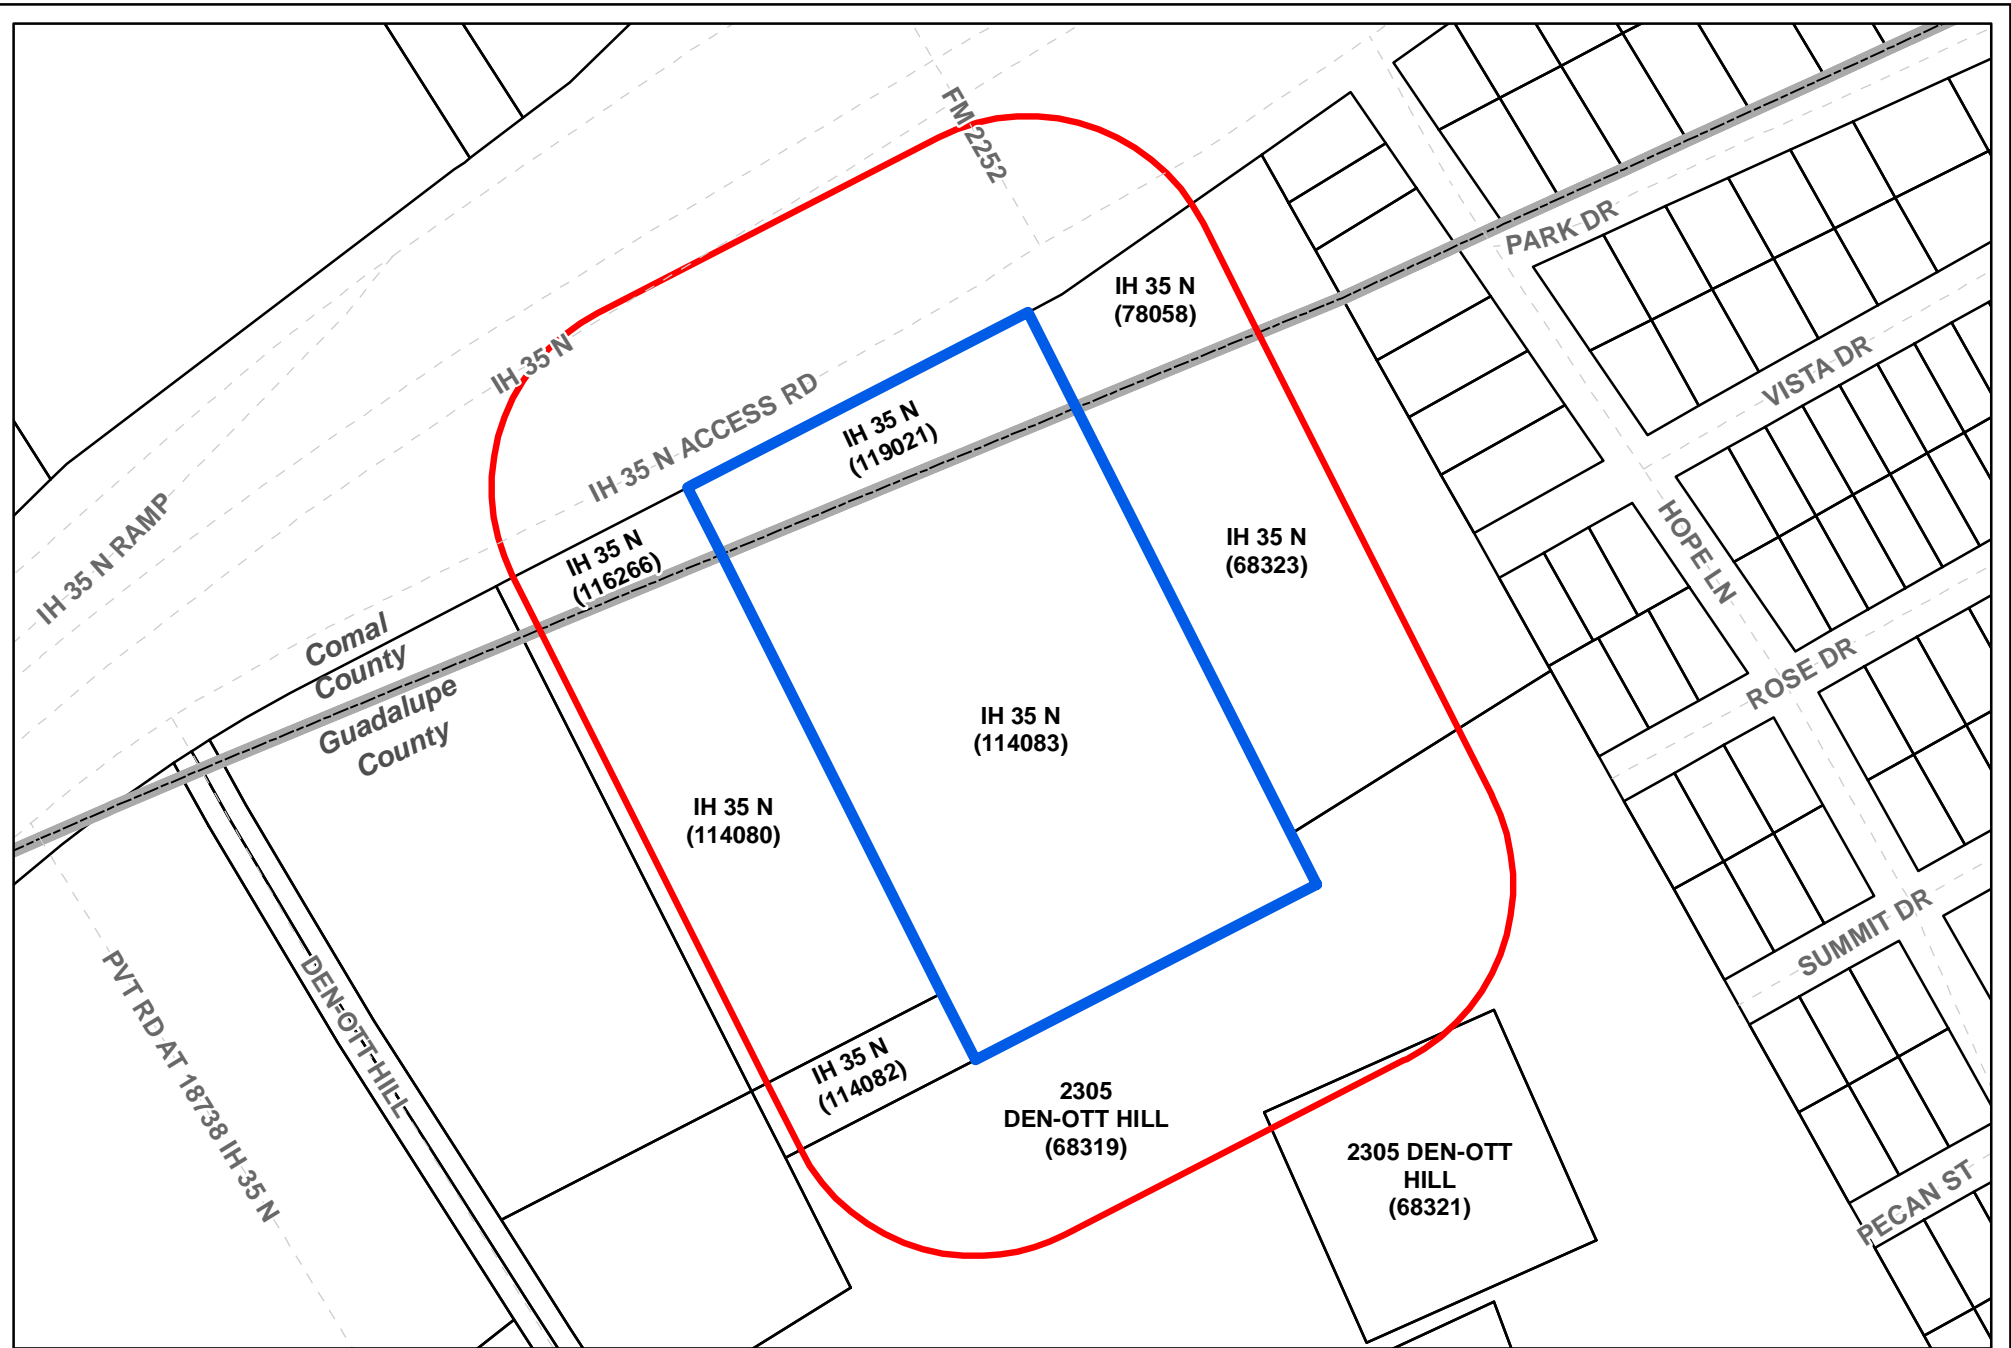 FM 2252
PARK DR
IH 35 N
(78058)
IH 35 N
VISTA DR
IH 35 N ACCESS RD
IH 35 N
(119021)
IH 35 N RAMP
IH 35 N
(116266)
IH 35 N
(68323)
HOPE LN
Comal
County
Guadalupe
County
ROSE DR
IH 35 N
(114083)
IH 35 N
(114080)
SUMMIT DR
PVT RD AT 18738 IH 35 N
DEN-OTT HILL
IH 35 N
(114082)
2305
DEN-OTT HILL
(68319)
2305 DEN-OTT
HILL
(68321)
PECAN ST